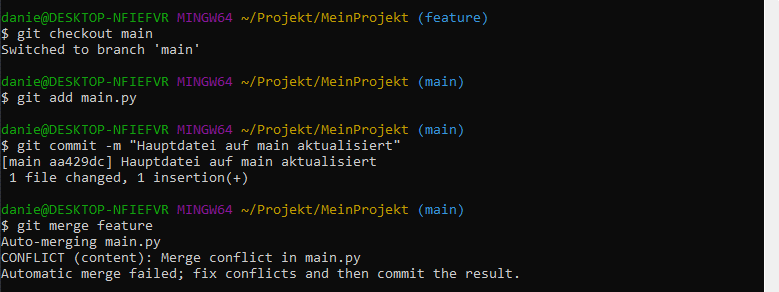 danie@DESKTOP-NFIEFVR MINGW64 ~/Projekt/MeinProjekt (feature)
$ git checkout main
Switched to branch 'main'
danie@DESKTOP-NFIEFVR MINGW64 ~/Projekt/MeinProjekt (main)
$ git add main.py
danie@DESKTOP-NFIEFVR MINGW64 ~/Projekt/MeinProjekt (main)
$ git commit -m "Hauptdatei auf main aktualisiert"
[main aa429dc] Hauptdatei auf main aktualisiert
 1 file changed, 1 insertion(+)
danie@DESKTOP-NFIEFVR MINGW64 ~/Projekt/MeinProjekt (main)
$ git merge feature
Auto-merging main.py
CONFLICT (content): Merge conflict in main.py
Automatic merge failed; fix conflicts and then commit the result.